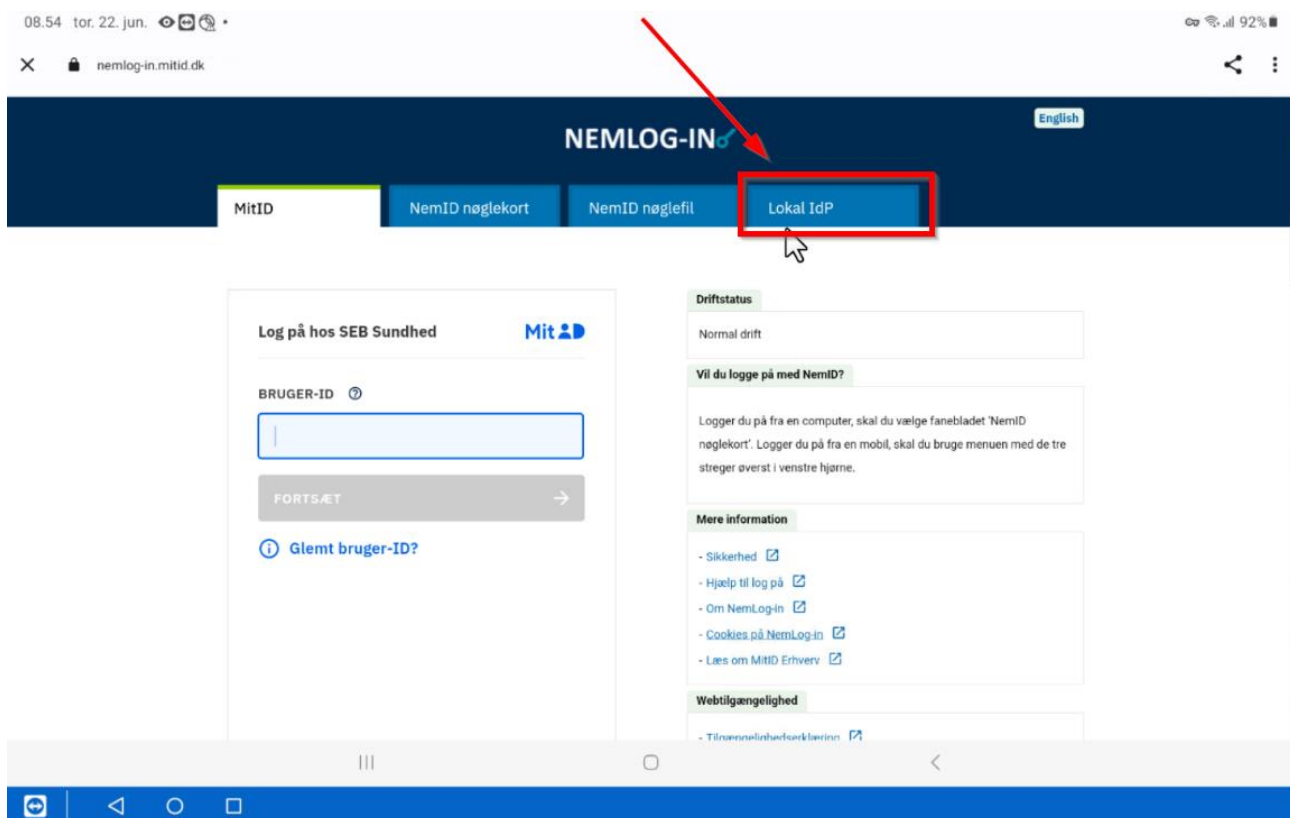 08.54 tor. 22. jun.
92%
nemlog-in.mitid.dk
English
NEMLOG-IN
MitID
NemID nøglekort
NemID nøglefil
Lokal IdP
Log på hos SEB Sundhed
Mit
BRUGER-ID
FORTSÆT
Glemt bruger-ID?
Driftstatus
Normal drift
Vil du logge på med NemID?
Logger du på fra en computer, skal du vælge fanebladet 'NemID
nøglekort'. Logger du på fra en mobil, skal du bruge menuen med de tre
streger øverst i venstre hjørne.
Mere information
- Sikkerhed
- Hjælp til log på
- Om NemLog-in
- Cookies på NemLog-in
- Læs om MitID Erhverv
Webtilgængelighed
- Tilgængelighedserklæring